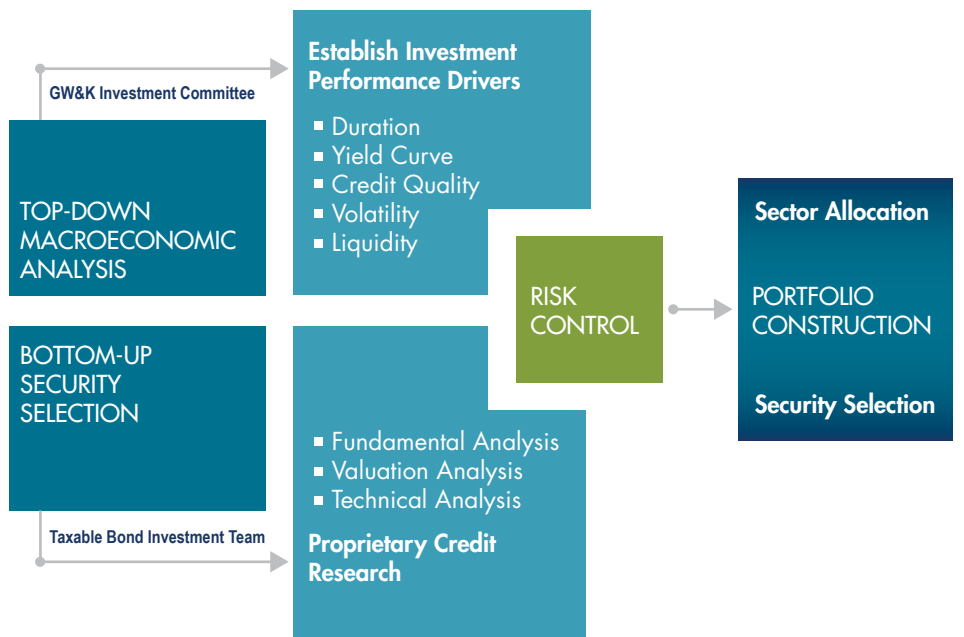 Establish Investment
Performance Drivers
GW&K Investment Committee
Duration
Yield Curve
Credit Quality
Volatility
Liquidity
TOP-DOWN
MACROECONOMIC
ANALYSIS
Sector Allocation
RISK
CONTROL
PORTFOLIO
CONSTRUCTION
Security Selection
BOTTOM-UP
SECURITY
SELECTION
Fundamental Analysis
Valuation Analysis
Technical Analysis
Taxable Bond Investment Team
Proprietary Credit
Research